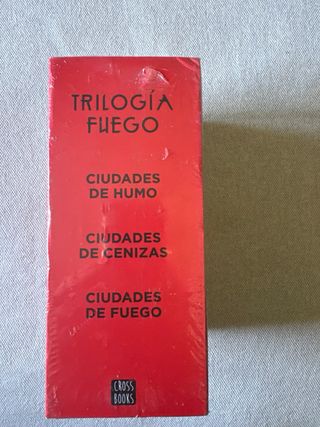 TRILOGÍA
FUEGO
CIUDADES
DE HUMO
CIUDADES
DE CENIZAS
CIUDADES
DE FUEGO
CROSS
BOOKS